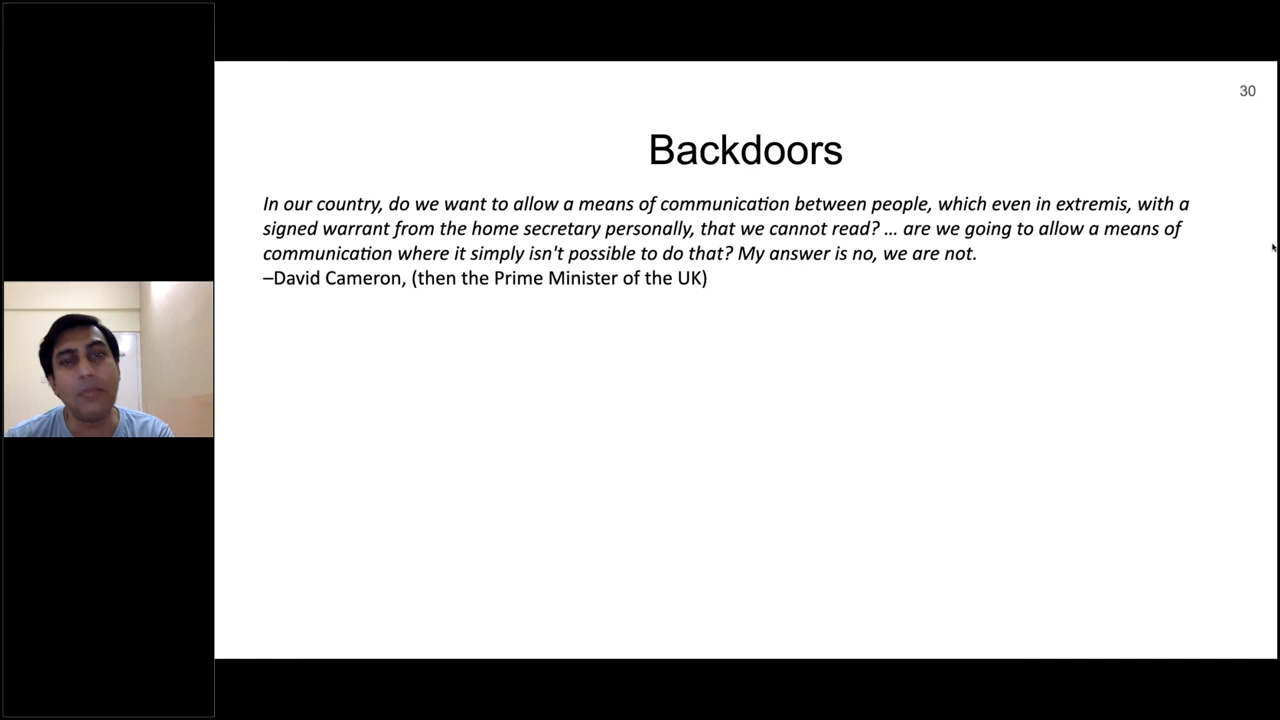 30
Backdoors
In our country, do we want to allow a means of communication between people, which even in extremis, with a
signed warrant from the home secretary personally, that we cannot read? ... are we going to allow a means of
communication where it simply isn't possible to do that? My answer is no, we are not.
–David Cameron, (then the Prime Minister of the UK)